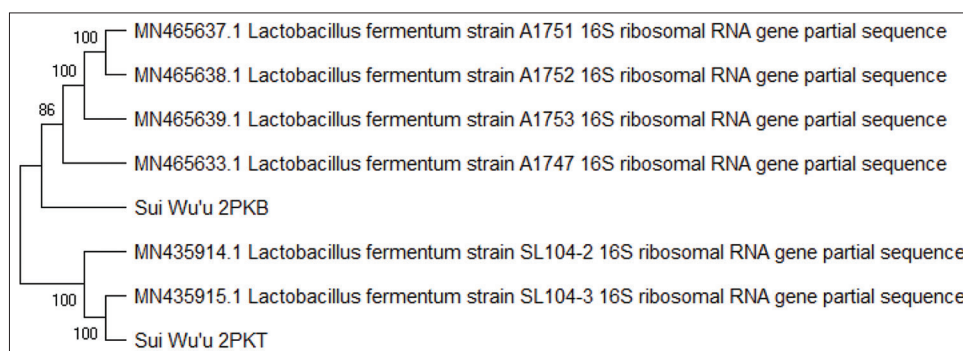 100
MN465637.1 Lactobacillus fermentum strain A1751 16S ribosomal RNA gene partial sequence
100
MN465638.1 Lactobacillus fermentum strain A1752 16S ribosomal RNA gene partial sequence
86
MN465639.1 Lactobacillus fermentum strain A1753 16S ribosomal RNA gene partial sequence
MN465633.1 Lactobacillus fermentum strain A1747 16S ribosomal RNA gene partial sequence
Sui Wu'u 2PKB
MN435914.1 Lactobacillus fermentum strain SL104-2 16S ribosomal RNA gene partial sequence
100
MN435915.1 Lactobacillus fermentum strain SL104-3 16S ribosomal RNA gene partial sequence
100
Sui Wu'u 2PKT